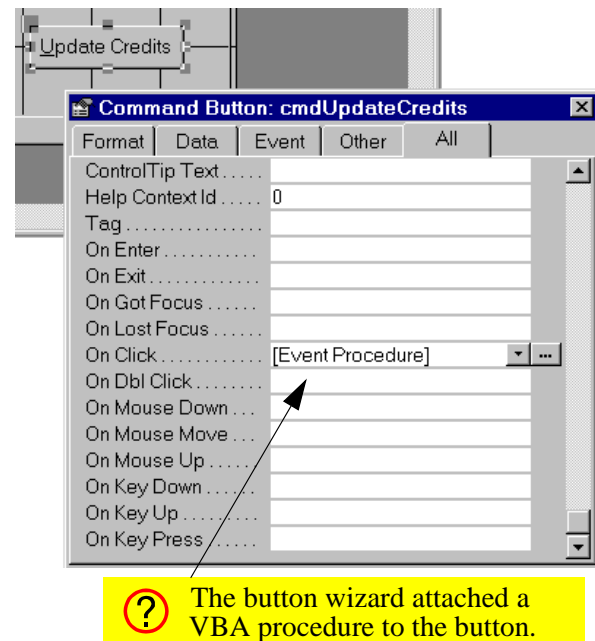 Update Credits
Command Button: cmdUpdateCredits
Format Data Event Other All
ControlTip Text.....
Help Context Id..... 0
Tag...............
On Enter...........
On Exit............
On Got Focus......
On Lost Focus......
On Click........... [Event Procedure] ...
On Dbl Click........
On Mouse Down...
On Mouse Move...
On Mouse Up......
On Key Down......
On Key Up.........
On Key Press......
? The button wizard attached a
VBA procedure to the button.